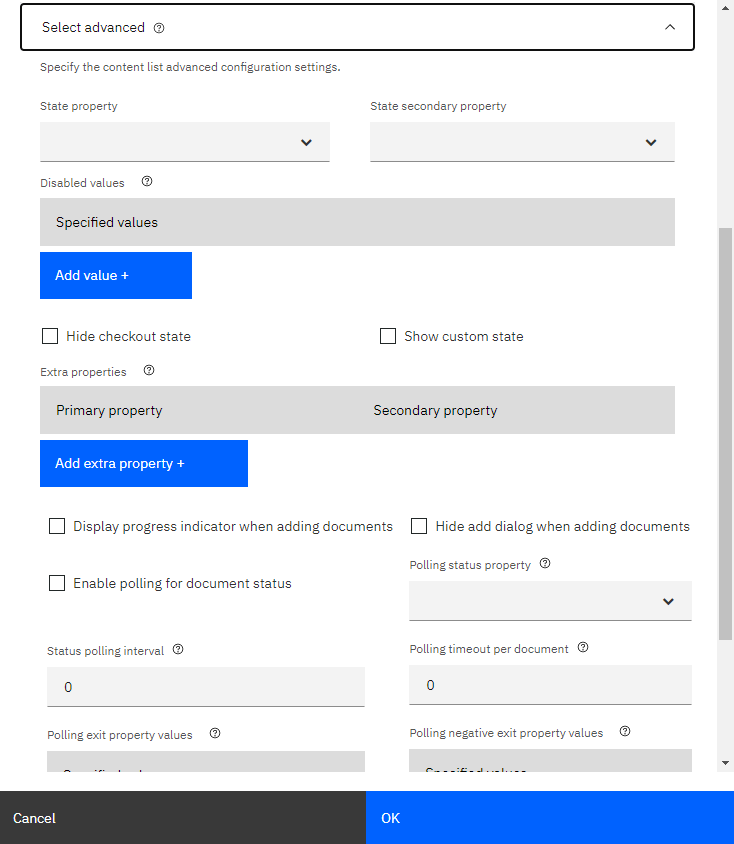 Select advanced
Specify the content list advanced configuration settings.
State property
State secondary property
Disabled values
Specified values
Add value +
Hide checkout state
Show custom state
Extra properties
Primary property
Secondary property
Add extra property +
Display progress indicator when adding documents
Hide add dialog when adding documents
Enable polling for document status
Polling status property
Status polling interval
Polling timeout per document
0
0
Polling exit property values
Polling negative exit property values
Specified values
Cancel
OK